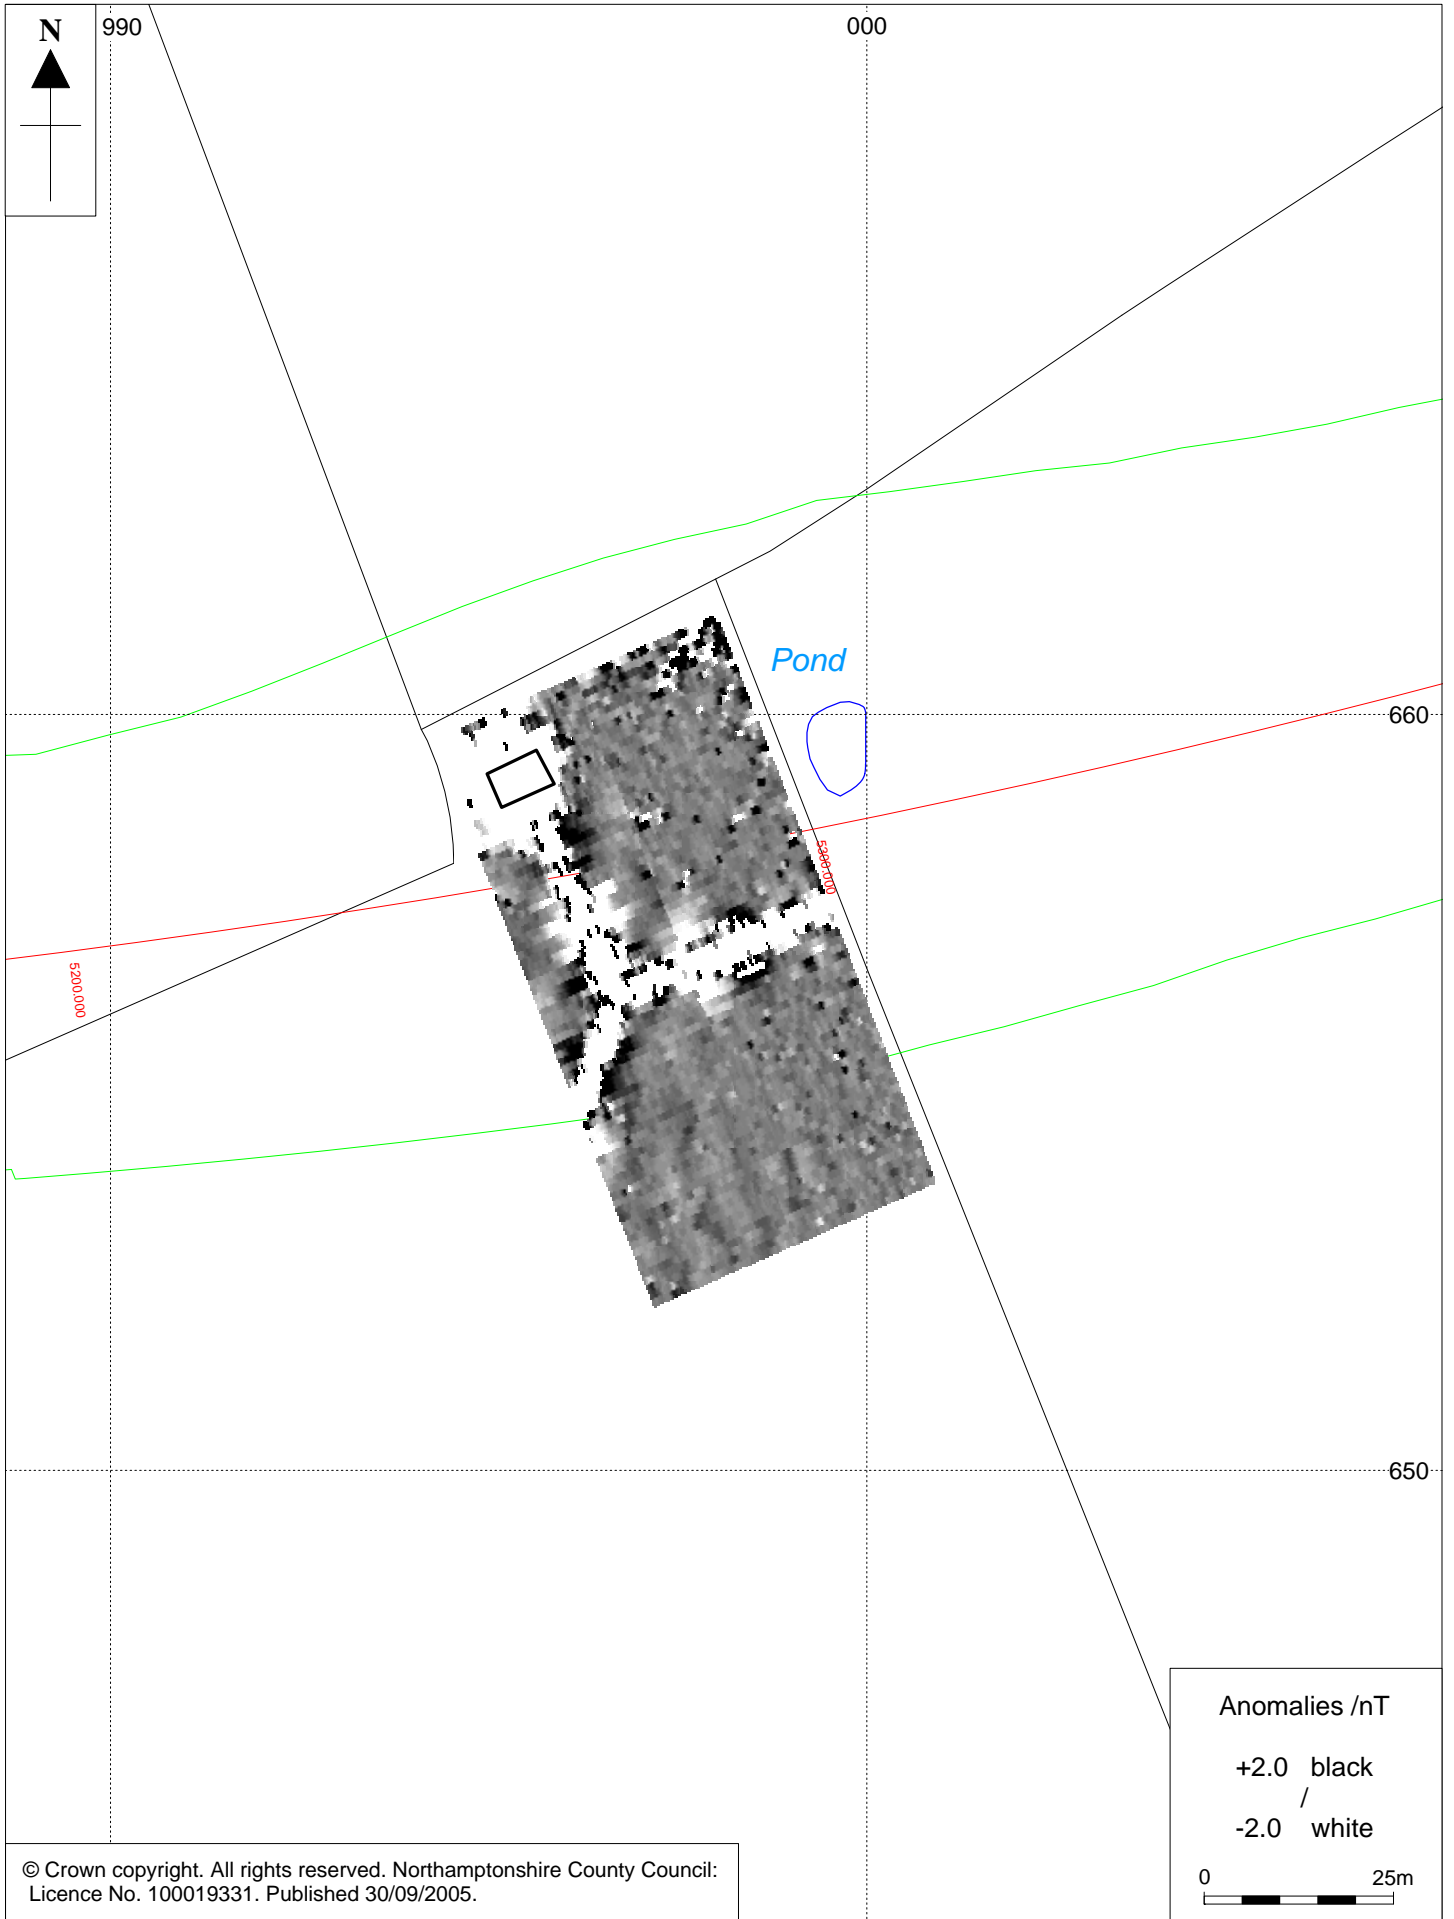 N
990
000
Pond
660
5300.000
5200.000
650
Anomalies /nT
+2.0 black
/
-2.0 white
0 25m
© Crown copyright. All rights reserved. Northamptonshire County Council:
Licence No. 100019331. Published 30/09/2005.